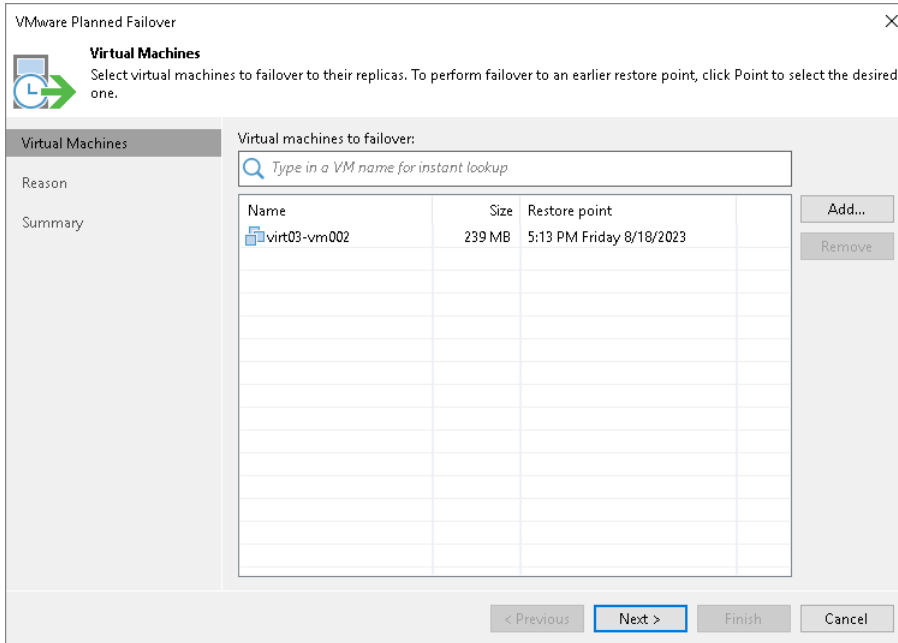 VMware Planned Failover
Virtual Machines
Select virtual machines to failover to their replicas. To perform failover to an earlier restore point, click Point to select the desired
one.
Virtual Machines
Reason
Summary
Virtual machines to failover:
Type in a VM name for instant lookup
Name Size Restore point
virt03-vm002 239 MB 5:13 PM Friday 8/18/2023
Add...
Remove
< Previous Next > Finish Cancel